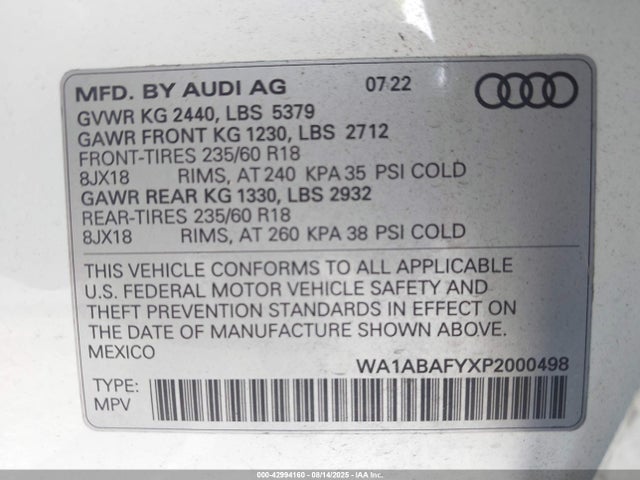 MFD. BY AUDI AG 07-22
GVWR KG 2440, LBS 5379
GAWR FRONT KG 1230, LBS 2712
FRONT-TIRES 235/60 R18
8JX18 RIMS, AT 240 KPA 35 PSI COLD
GAWR REAR KG 1330, LBS 2932
REAR-TIRES 235/60 R18
8JX18 RIMS, AT 260 KPA 38 PSI COLD
THIS VEHICLE CONFORMS TO ALL APPLICABLE
U.S. FEDERAL MOTOR VEHICLE SAFETY AND
THEFT PREVENTION STANDARDS IN EFFECT ON
THE DATE OF MANUFACTURE SHOWN ABOVE.
MEXICO
WA1ABAFYXP2000498
TYPE:
MPV
000-42994160 - 08/14/2025 - IAAI.COM